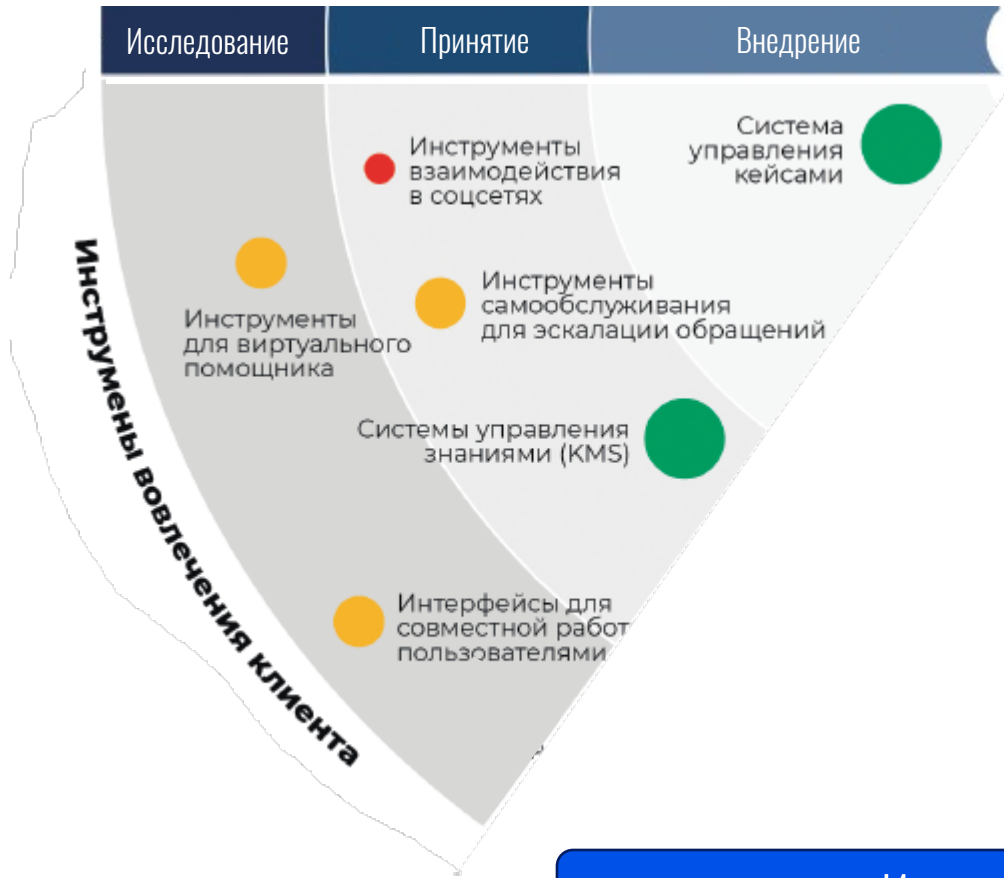 Исследование
Принятие
Внедрение
Инструменты
взаимодействия
в соцсетях
Система
управления
кейсами
Инструменты
для виртуального
помощника
Инструменты
самообслуживания
для эскалации обращений
Системы управления
знаниями (KMS)
Интерфейсы для
совместной работ
пользователями
Инструмены вовлечения клиента